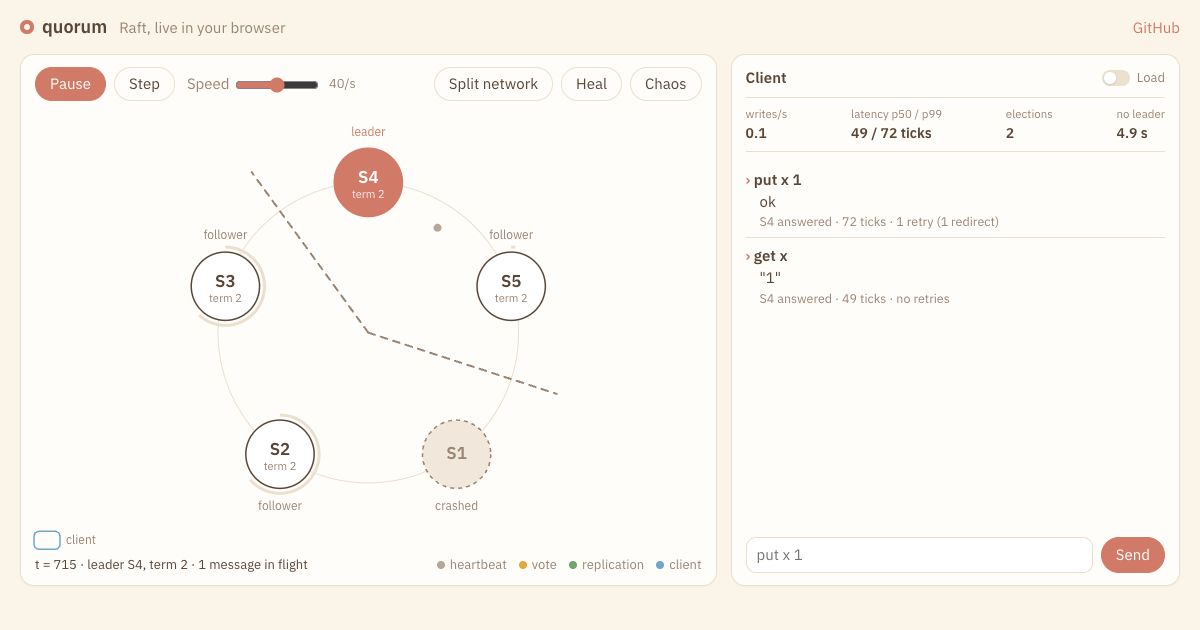 quorum Raft, live in your browser GitHub
Pause Step Speed 40/s Split network Heal Chaos
leader
S4
term 2
follower
S3
term 2
follower
S5
term 2
S2
term 2
follower
S1
crashed
client
t = 715 · leader S4, term 2 · 1 message in flight
heartbeat vote replication client
Client Load
writes/s latency p50 / p99 elections no leader
0.1 49 / 72 ticks 2 4.9 s
› put x 1
ok
S4 answered · 72 ticks · 1 retry (1 redirect)
› get x
"1"
S4 answered · 49 ticks · no retries
put x 1 Send